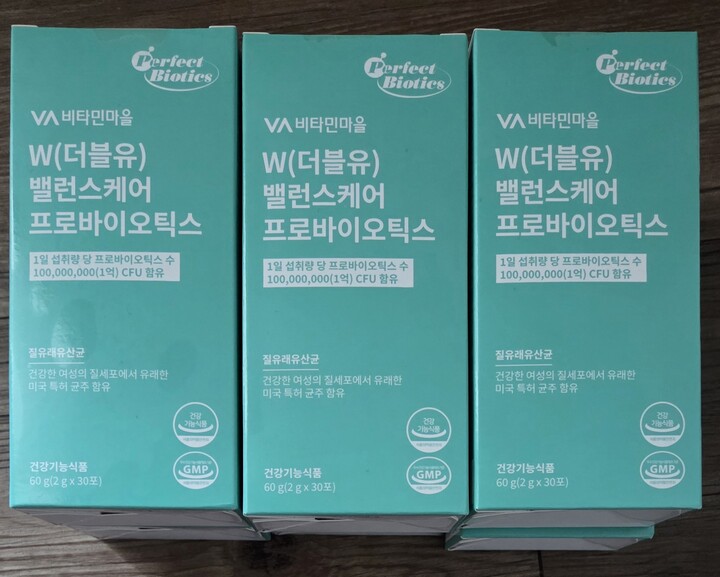 Perfect
Biotics
VA 비타민마을
W(더블유)
밸런스케어
프로바이오틱스
1일 섭취량 당 프로바이오틱스 수
100,000,000(1억) CFU 함유
질유래유산균
건강한 여성의 질세포에서 유래한
미국 특허 균주 함유
건강
기능식품
건강기능식품
60 g(2 g x 30포)
GMP
Perfect
Biotics
VA 비타민마을
W(더블유)
밸런스케어
프로바이오틱스
1일 섭취량 당 프로바이오틱스 수
100,000,000(1억) CFU 함유
질유래유산균
건강한 여성의 질세포에서 유래한
미국 특허 균주 함유
건강
기능식품
건강기능식품
60 g(2 g x 30포)
GMP
Perfect
Biotics
VA 비타민마을
W(더블유)
밸런스케어
프로바이오틱스
1일 섭취량 당 프로바이오틱스 수
100,000,000(1억) CFU 함유
질유래유산균
건강한 여성의 질세포에서 유래한
미국 특허 균주 함유
건강
기능식품
건강기능식품
60 g(2 g x 30포)
GMP